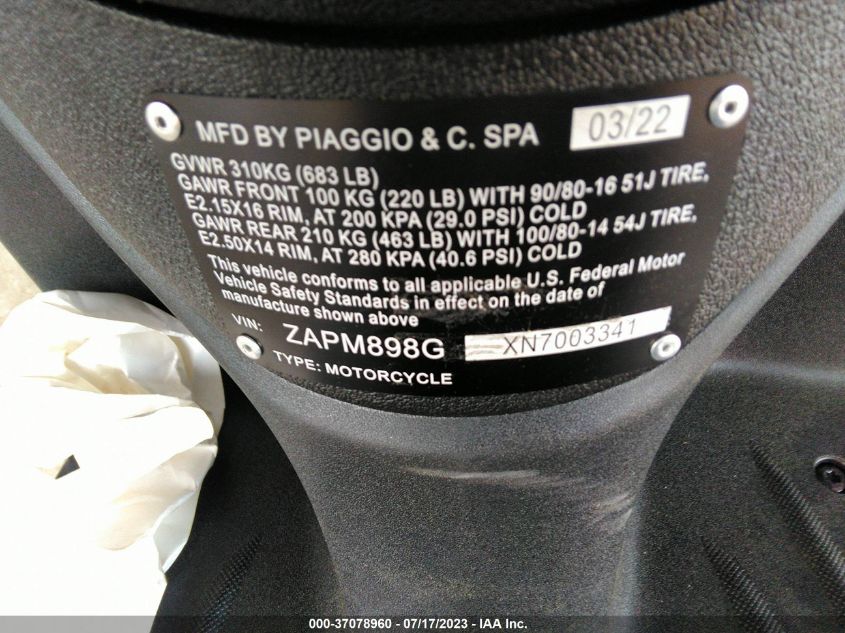 MFD BY PIAGGIO & C. SPA 03/22
GVWR 310KG (683 LB)
GAWR FRONT 100 KG (220 LB) WITH 90/80-16 51J TIRE,
E2.15X16 RIM, AT 200 KPA (29.0 PSI) COLD
GAWR REAR 210 KG (463 LB) WITH 100/80-14 54J TIRE,
E2.50X14 RIM, AT 280 KPA (40.6 PSI) COLD
This vehicle conforms to all applicable U.S. Federal Motor
Vehicle Safety Standards in effect on the date of
manufacture shown above
VIN: ZAPM898G XN7003341
TYPE: MOTORCYCLE
000-37078960 - 07/17/2023 - IAA Inc.